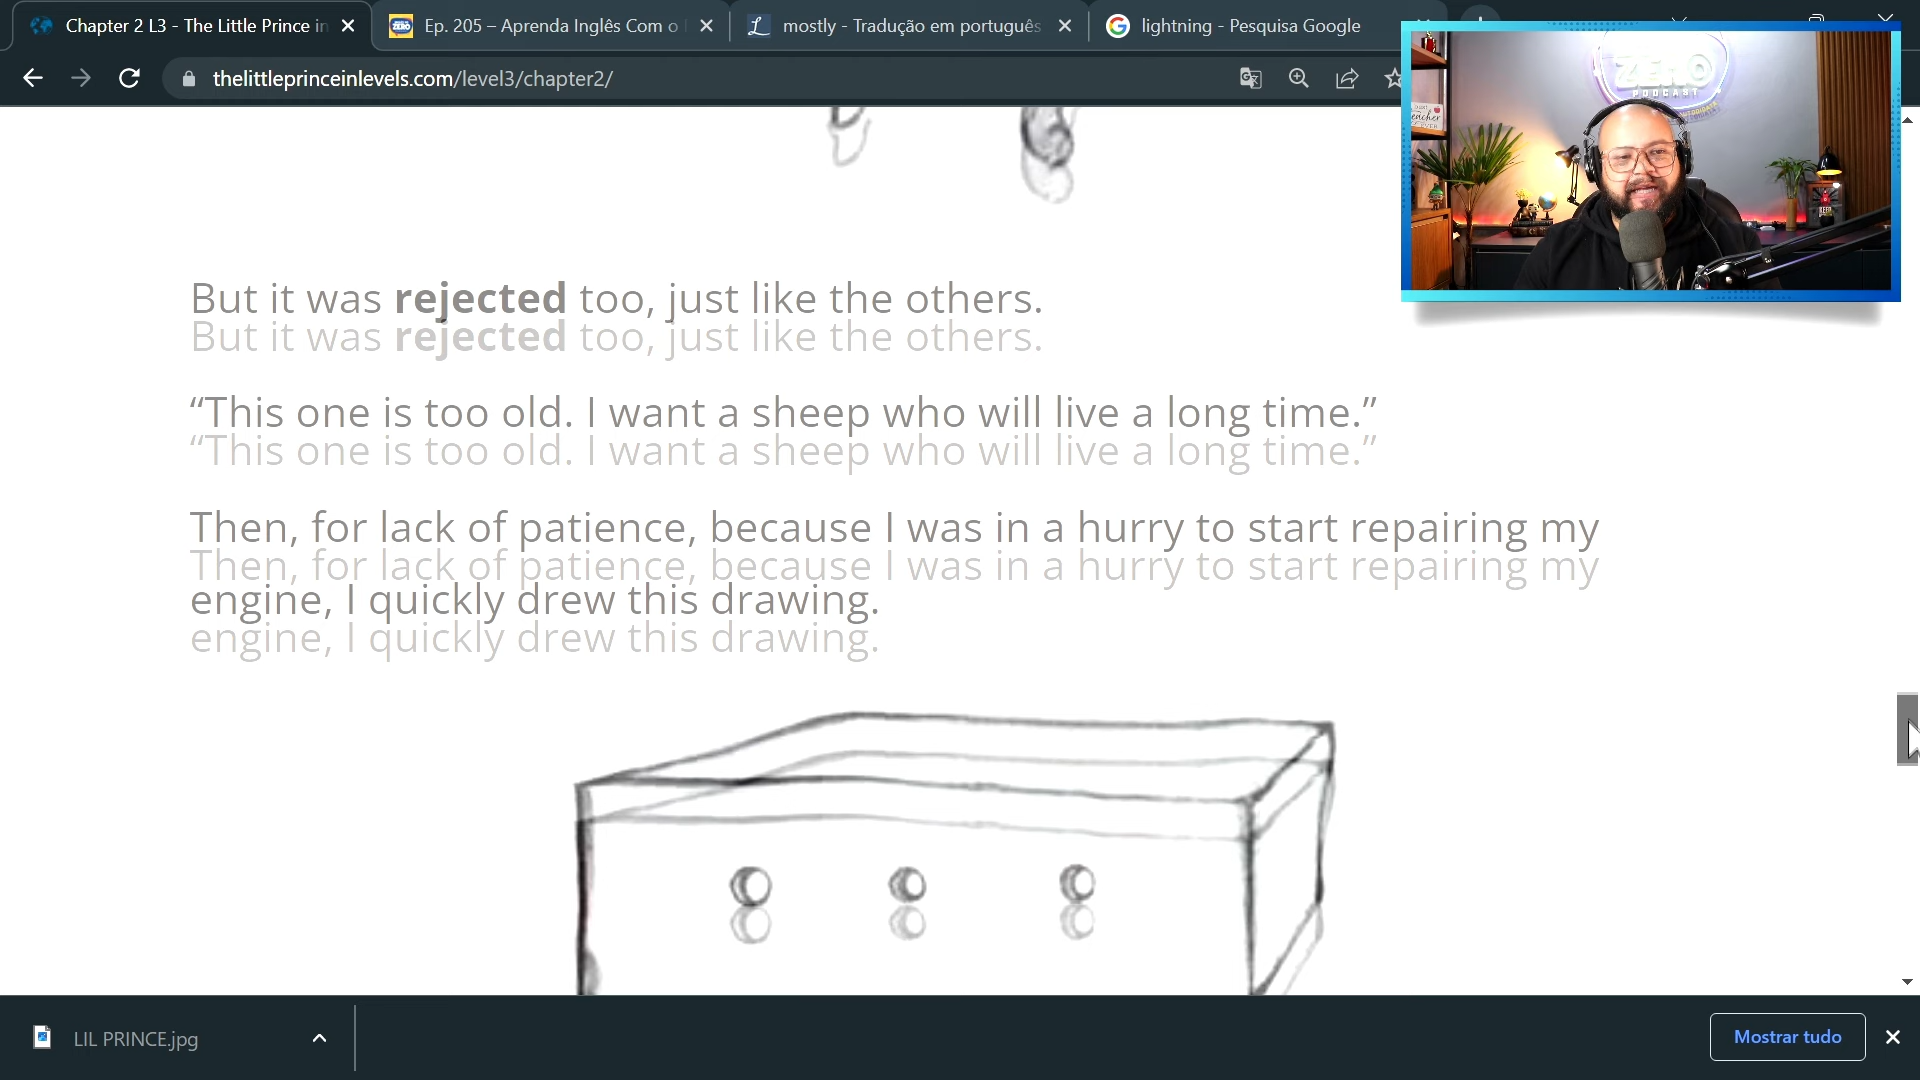 Chapter 2 L3 - The Little Prince in
Ep. 205 – Aprenda Inglês Com o
mostly - Tradução em português
lightning - Pesquisa Google
thelittleprinceinlevels.com/level3/chapter2/
ZERO
PODCAST
But it was rejected too, just like the others.
But it was rejected too, just like the others.
“This one is too old. I want a sheep who will live a long time.”
“This one is too old. I want a sheep who will live a long time.”
Then, for lack of patience, because I was in a hurry to start repairing my
Then, for lack of patience, because I was in a hurry to start repairing my
engine, I quickly drew this drawing.
engine, I quickly drew this drawing.
LIL PRINCE.jpg
Mostrar tudo